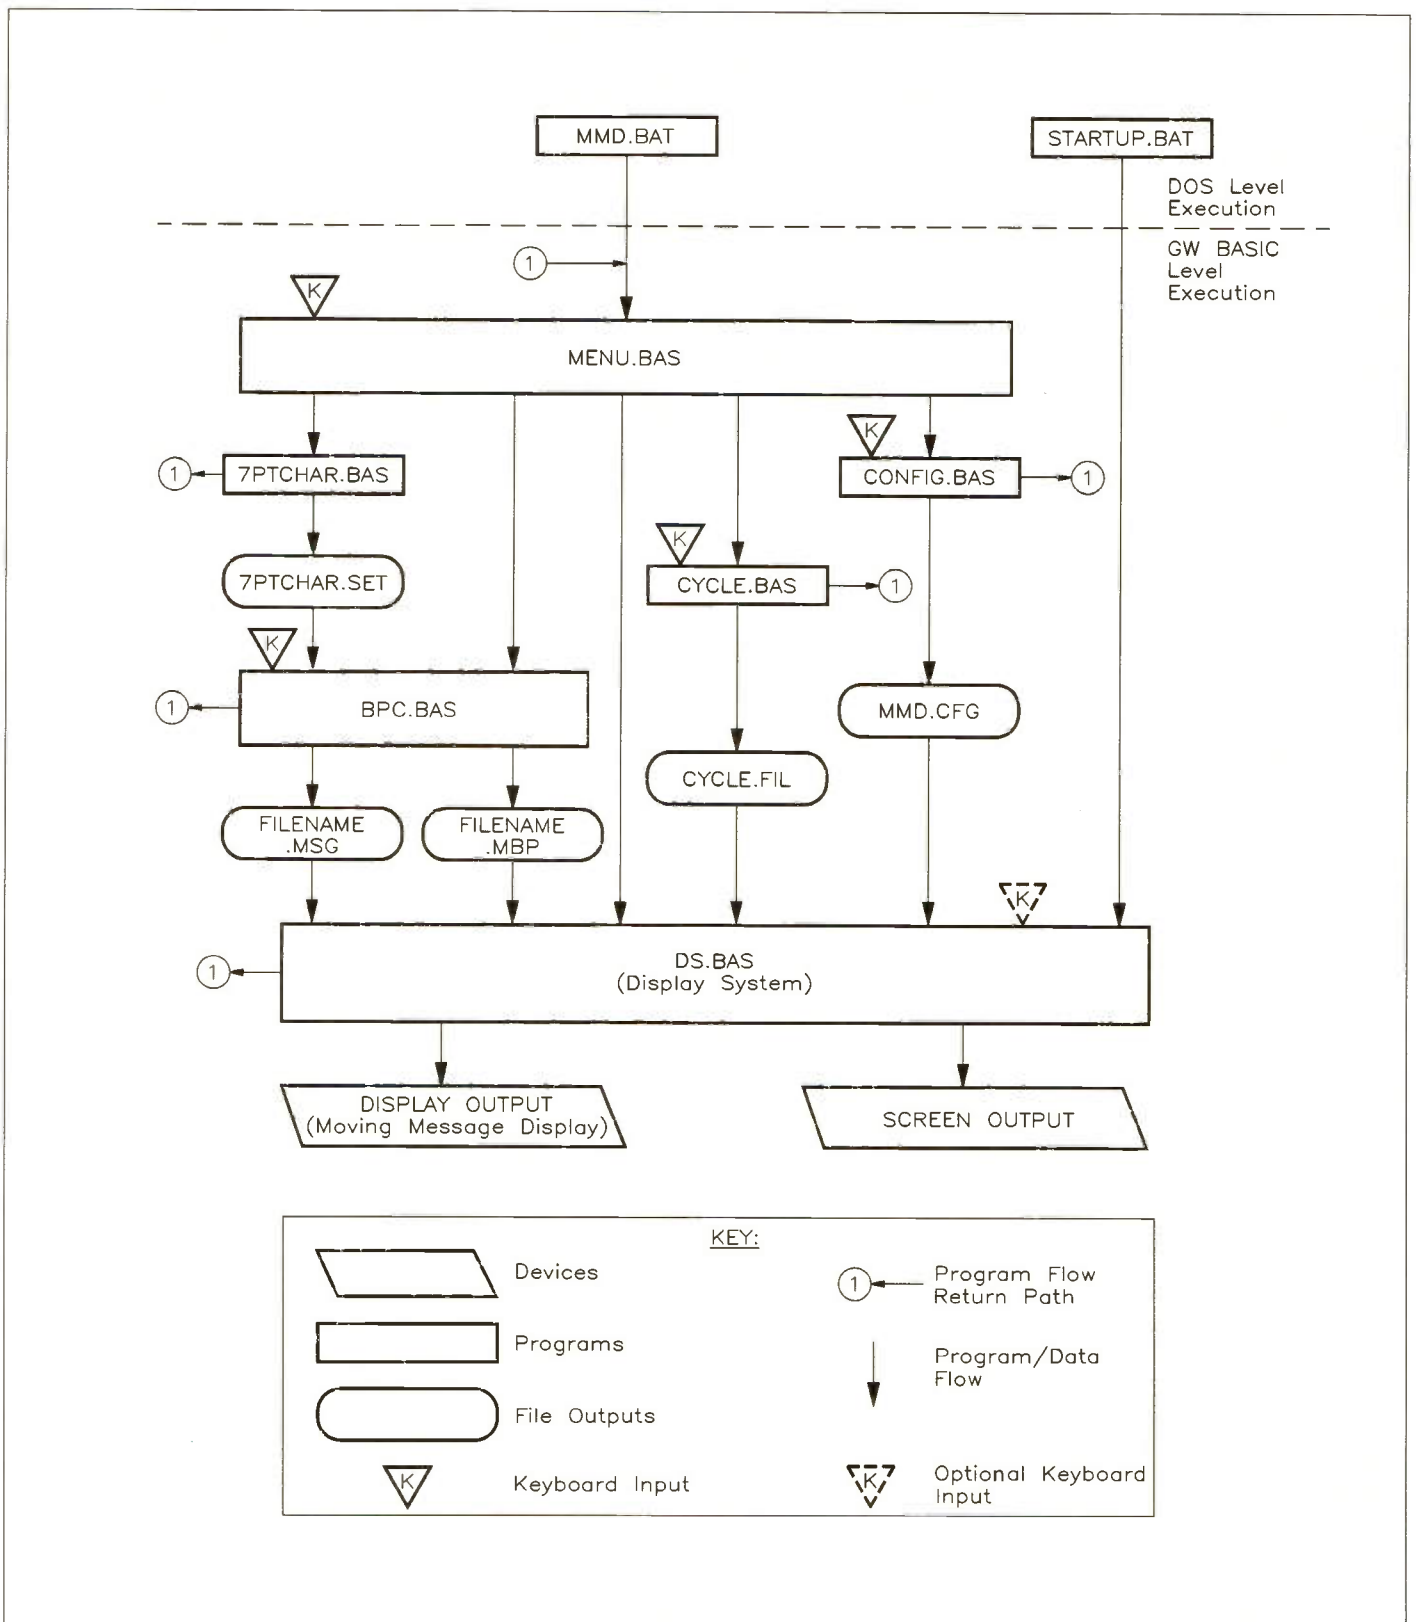 MMD.BAT
STARTUP.BAT
DOS Level
Execution
GW BASIC
Level
Execution
1
K
MENU.BAS
K
1
7PTCHAR.BAS
CONFIG.BAS
1
K
7PTCHAR.SET
CYCLE.BAS
1
K
1
BPC.BAS
MMD.CFG
CYCLE.FIL
FILENAME
.MSG
FILENAME
.MBP
K
1
DS.BAS
(Display System)
DISPLAY OUTPUT
(Moving Message Display)
SCREEN OUTPUT
KEY:
Devices
1
Program Flow
Return Path
Programs
Program/Data
Flow
File Outputs
K
Keyboard Input
K
Optional Keyboard
Input